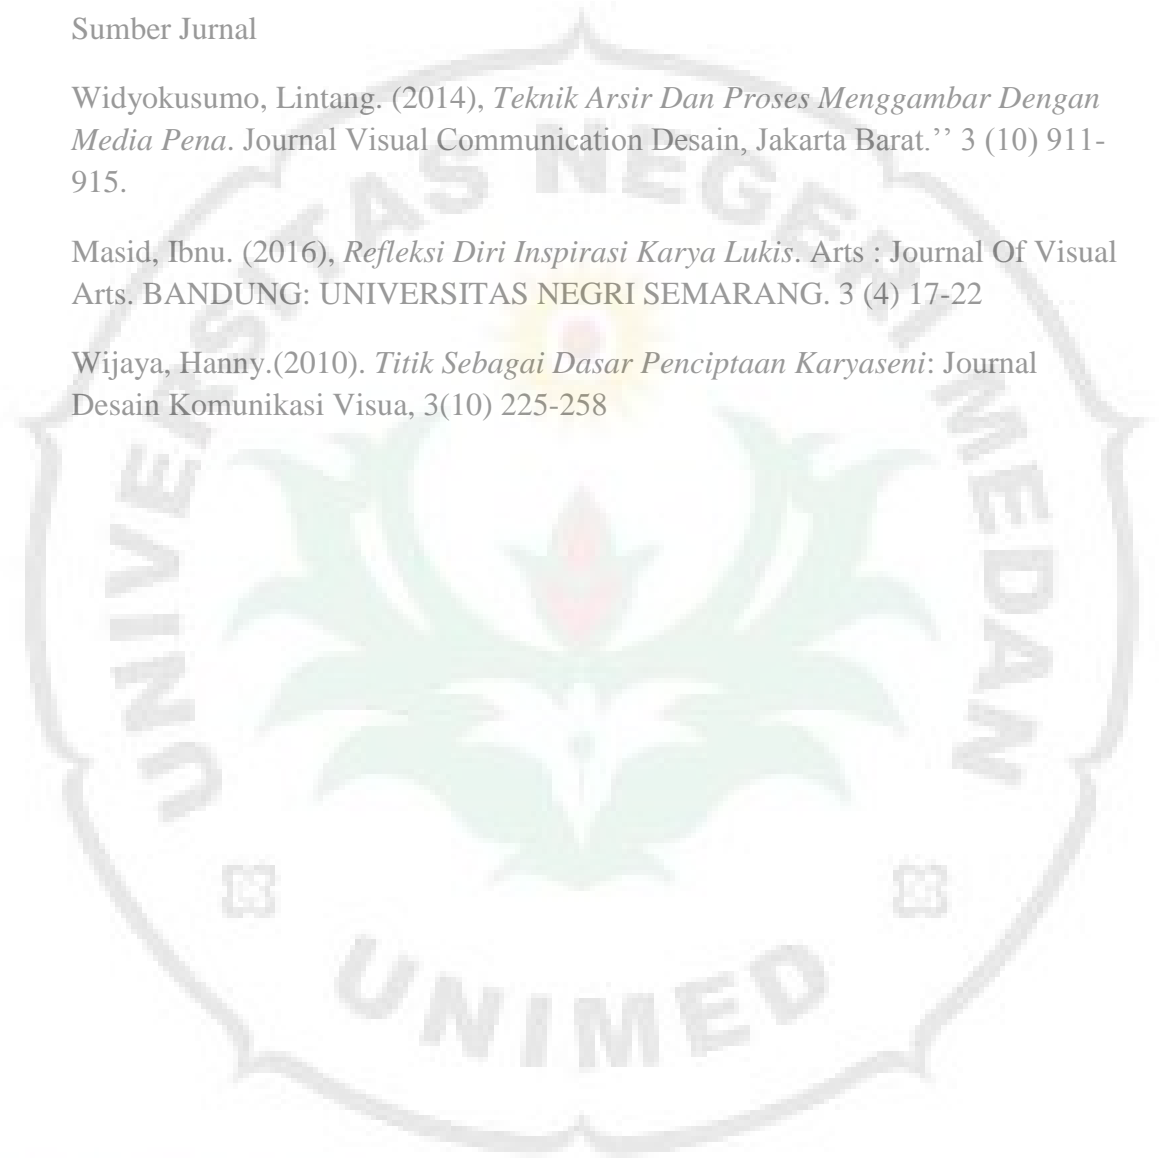 Sumber Jurnal
Widyokusumo, Lintang. (2014), Teknik Arsir Dan Proses Menggambar Dengan
Media Pena. Journal Visual Communication Desain, Jakarta Barat.’’ 3 (10) 911-
915.
Masid, Ibnu. (2016), Refleksi Diri Inspirasi Karya Lukis. Arts : Journal Of Visual
Arts. BANDUNG: UNIVERSITAS NEGRI SEMARANG. 3 (4) 17-22
Wijaya, Hanny.(2010). Titik Sebagai Dasar Penciptaan Karyaseni: Journal
Desain Komunikasi Visua, 3(10) 225-258
UNIVERSITAS NEGERI MEDAN
UNIMED